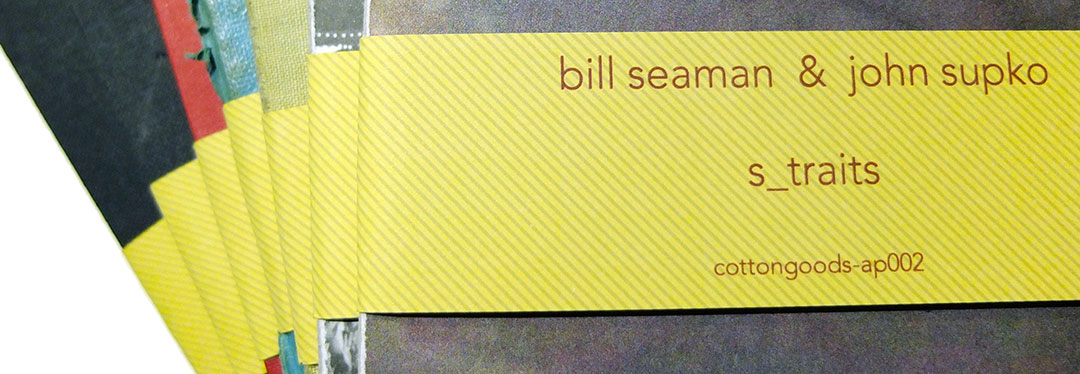 bill seaman & john supko
s_traits
cottongoods-ap002